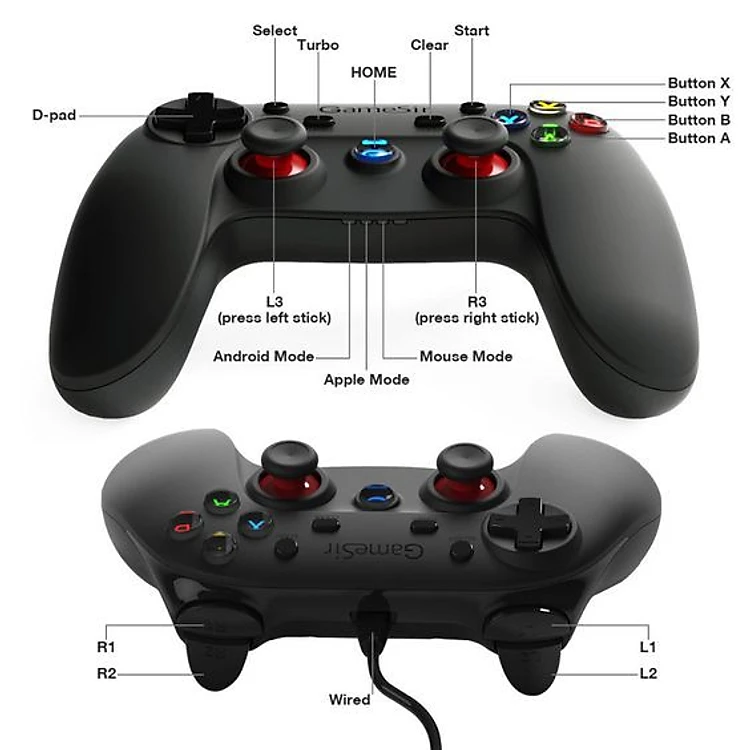 Select
Turbo
HOME
Clear
Start
D-pad
GameSir
Button X
Button Y
Button B
Button A
X
Y
B
A
L3
(press left stick)
R3
(press right stick)
Android Mode
Mouse Mode
Apple Mode
A
B
X
Y
GameSir
R1
R2
L1
L2
Wired